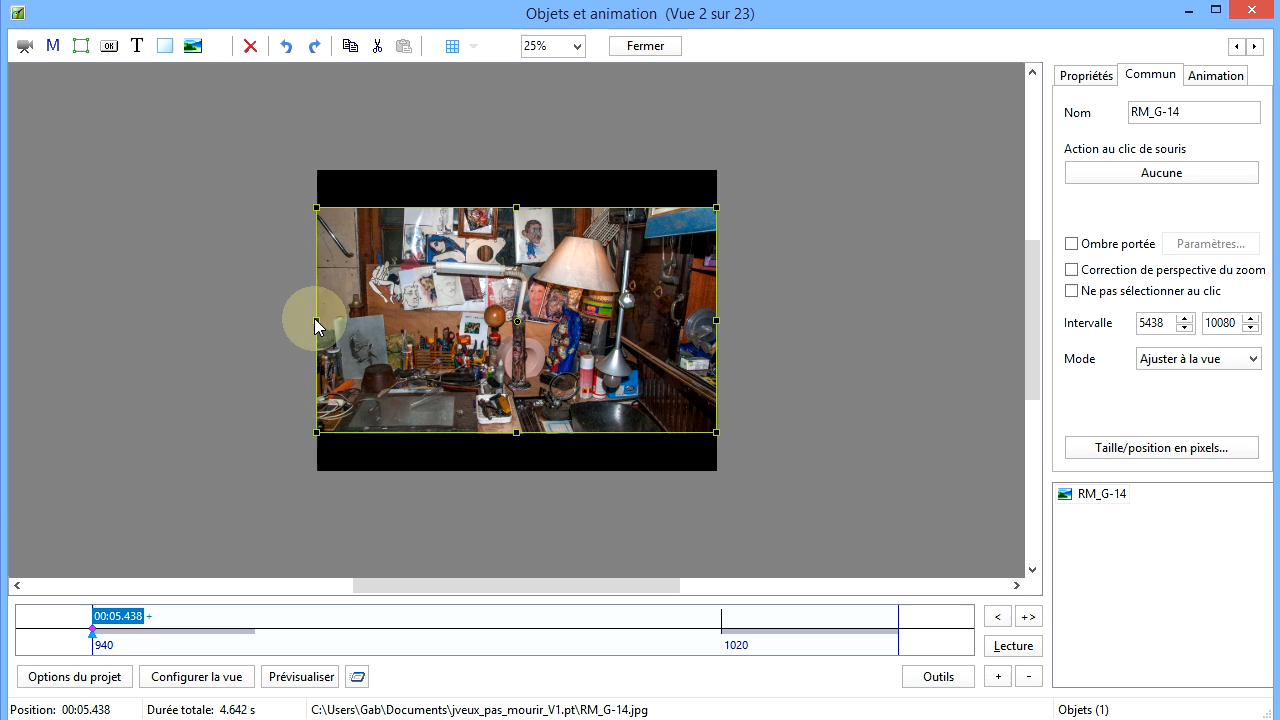 Objets et animation (Vue 2 sur 23)
M OK T 25% Fermer
Propriétés Commun Animation
Nom RM_G-14
Action au clic de souris
Aucune
Ombre portée Paramètres...
Correction de perspective du zoom
Ne pas sélectionner au clic
Intervalle 5438 10080
Mode Ajuster à la vue
Taille/position en pixels...
RM_G-14
00:05.438 +
940 1020
< +>
Lecture
Options du projet Configurer la vue Prévisualiser Outils + -
Position: 00:05.438 Durée totale: 4.642 s C:\Users\Gab\Documents\jveux_pas_mourir_V1.pt\RM_G-14.jpg Objets (1)